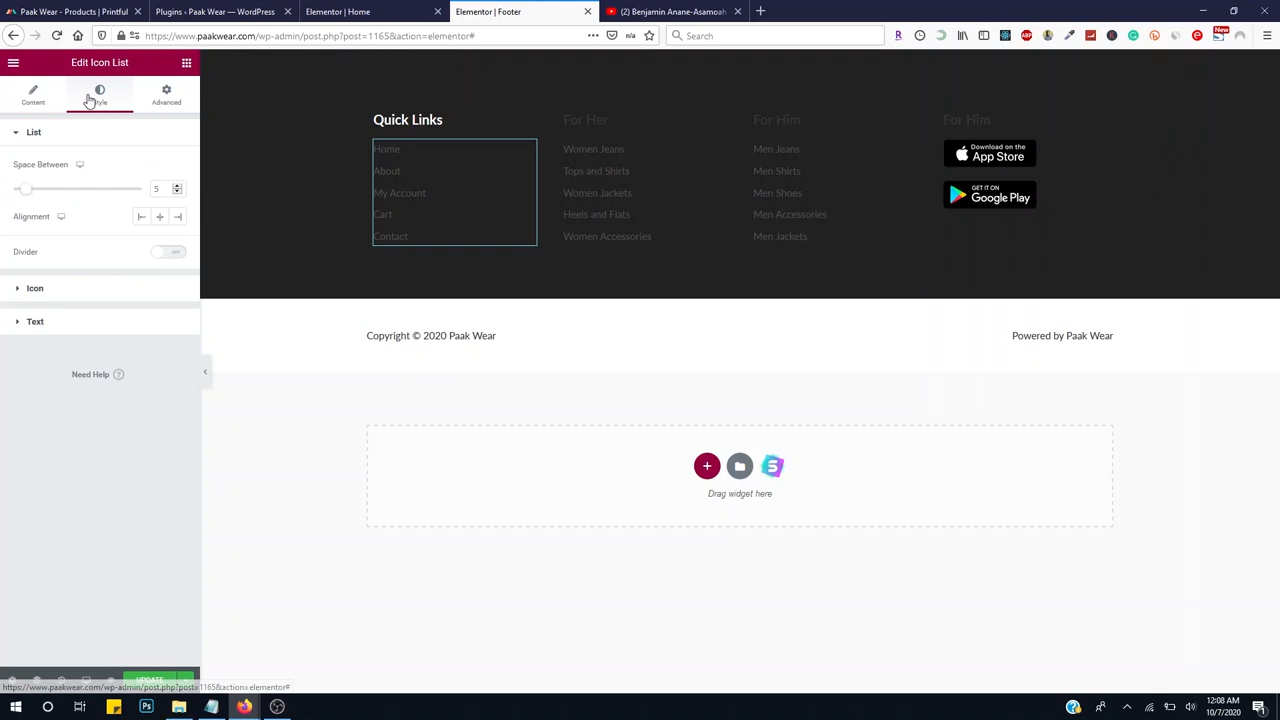 Paak Wear - Products | Printful
Plugins ‹ Paak Wear — WordPress
Elementor | Home
Elementor | Footer
(2) Benjamin Anane-Asamoah
https://www.paakwear.com/wp-admin/post.php?post=1165&action=elementor#
Search
New
Edit Icon List
Content
Style
Advanced
List
Space Between
5
Alignment
Divider
OFF
Icon
Text
Need Help
UPDATE
Quick Links
Home
About
My Account
Cart
Contact
For Her
Women Jeans
Tops and Shirts
Women Jackets
Heels and Flats
Women Accessories
For Him
Men Jeans
Men Shirts
Men Shoes
Men Accessories
Men Jackets
For Him
Download on the
App Store
GET IT ON
Google Play
Copyright © 2020 Paak Wear
Powered by Paak Wear
Drag widget here
https://www.paakwear.com/wp-admin/post.php?post=1165&action=elementor#
12:08 AM
10/7/2020